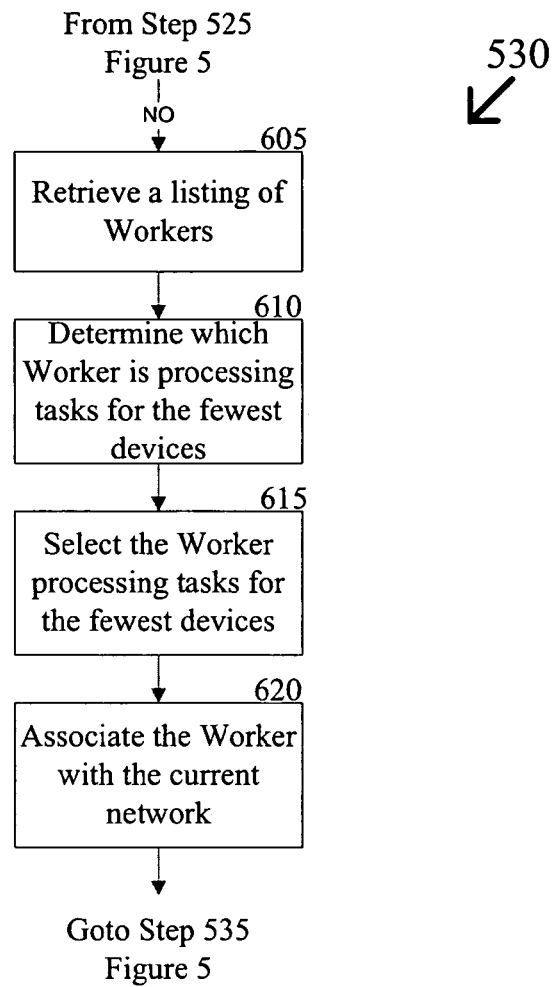 From Step 525
Figure 5
530
NO
605
Retrieve a listing of
Workers
610
Determine which
Worker is processing
tasks for the fewest
devices
615
Select the Worker
processing tasks for
the fewest devices
620
Associate the Worker
with the current
network
Goto Step 535
Figure 5